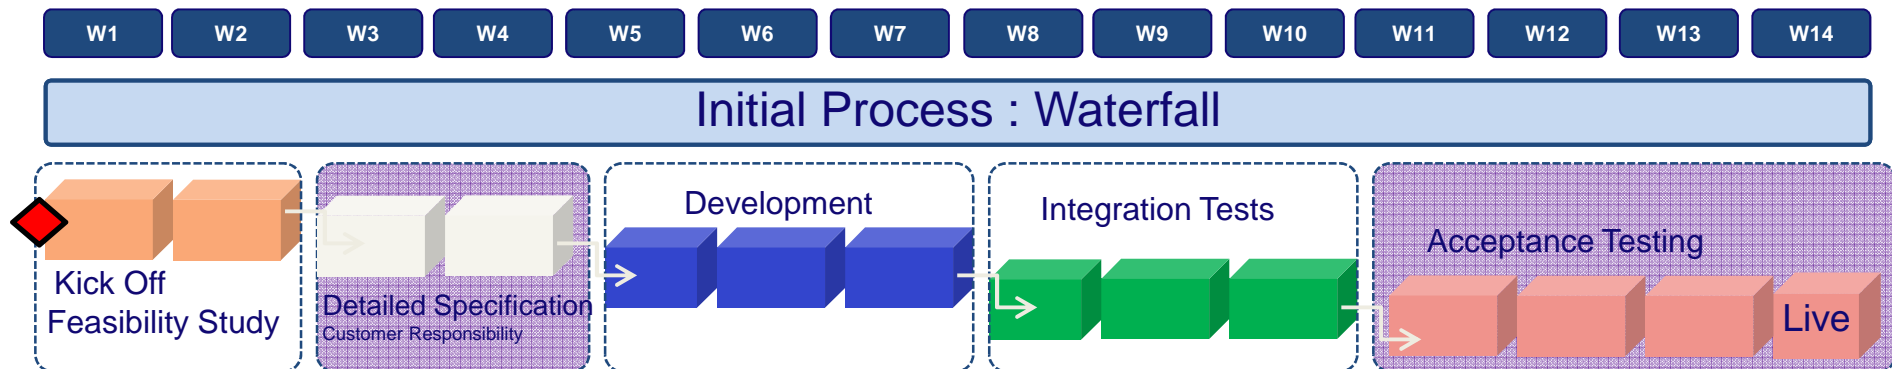 W1 W2 W3 W4 W5 W6 W7 W8 W9 W10 W11 W12 W13 W14
Initial Process : Waterfall
Kick Off
Feasibility Study
Detailed Specification
Customer Responsibility
Development
Integration Tests
Acceptance Testing
Live